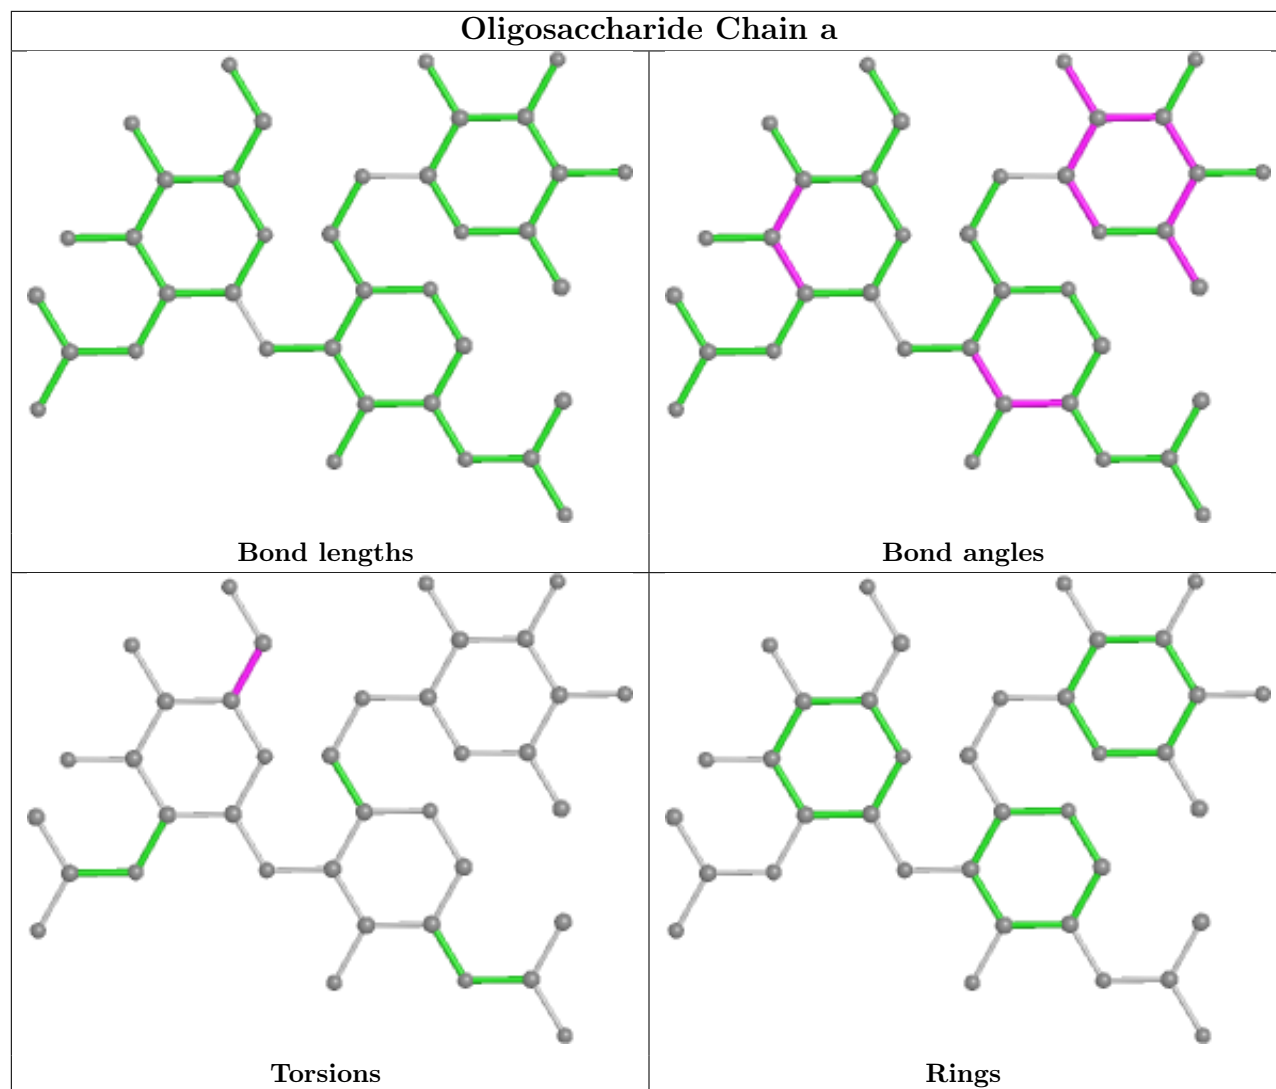 Oligosaccharide Chain a
Bond lengths
Bond angles
Torsions
Rings